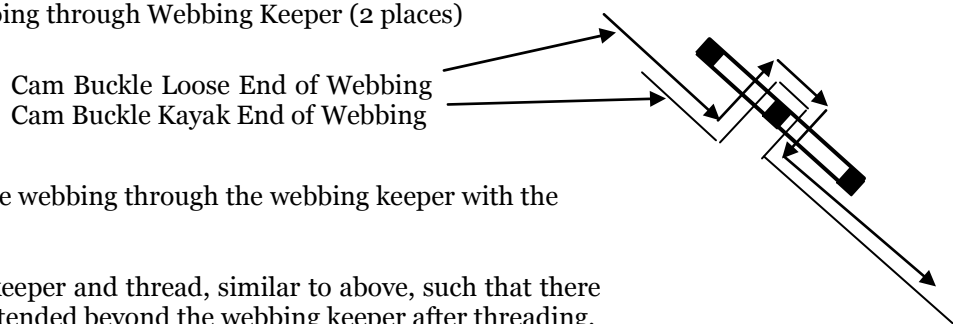 ing through Webbing Keeper (2 places)
Cam Buckle Loose End of Webbing
Cam Buckle Kayak End of Webbing
e webbing through the webbing keeper with the
keeper and thread, similar to above, such that there
tended beyond the webbing keeper after threading.